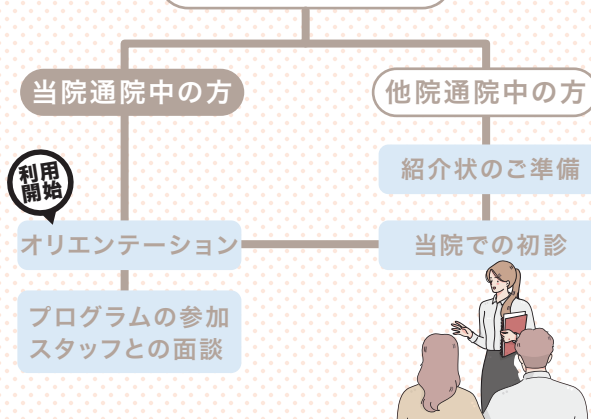 当院通院中の方
他院通院中の方
利用
開始
紹介状のご準備
オリエンテーション
当院での初診
プログラムの参加
スタッフとの面談